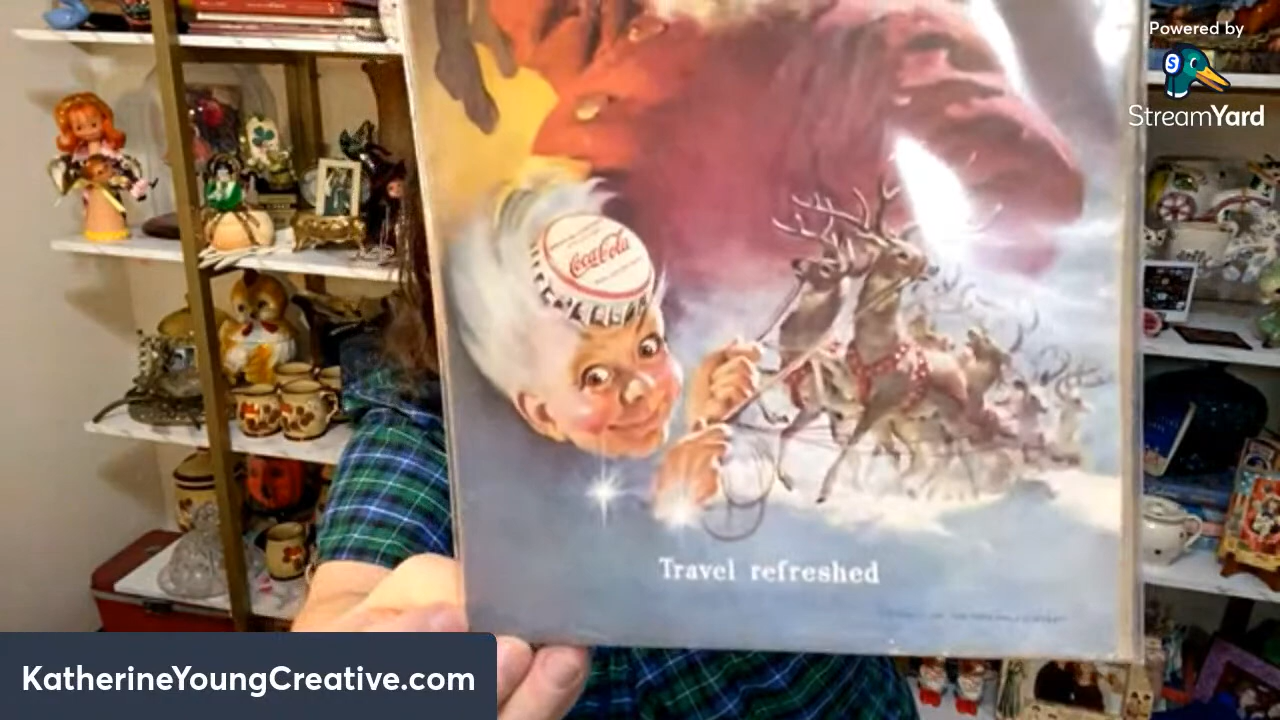 Powered by
StreamYard
Coca-Cola
Travel refreshed
KatherineYoungCreative.com